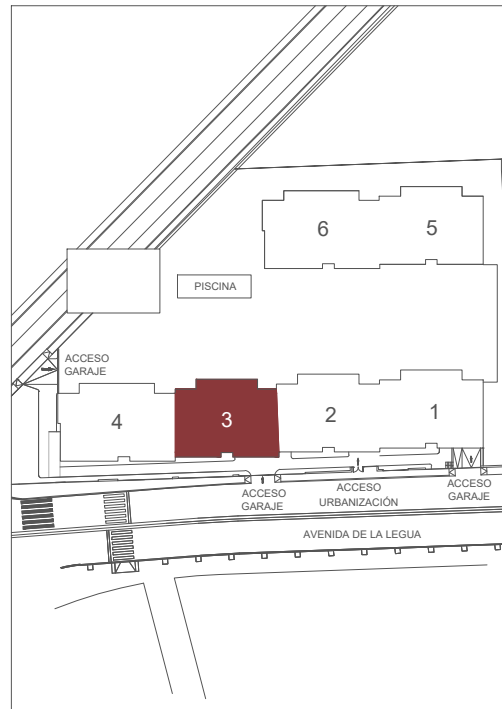 6
5
PISCINA
ACCESO
GARAJE
4
3
2
1
ACCESO
GARAJE
ACCESO
URBANIZACIÓN
ACCESO
GARAJE
AVENIDA DE LA LEGUA